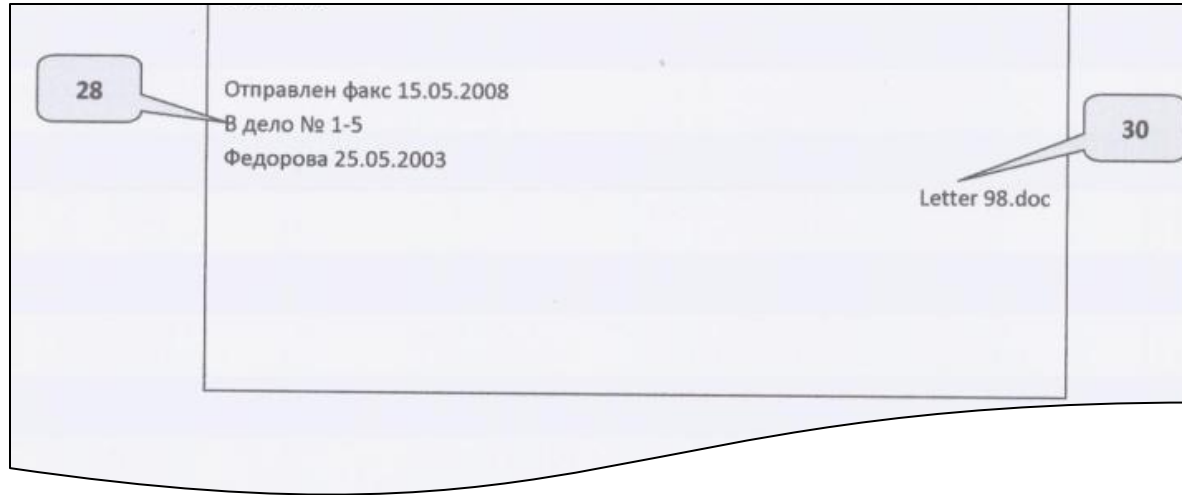 28
Отправлен факс 15.05.2008
В дело № 1-5
Федорова 25.05.2003
30
Letter 98.doc